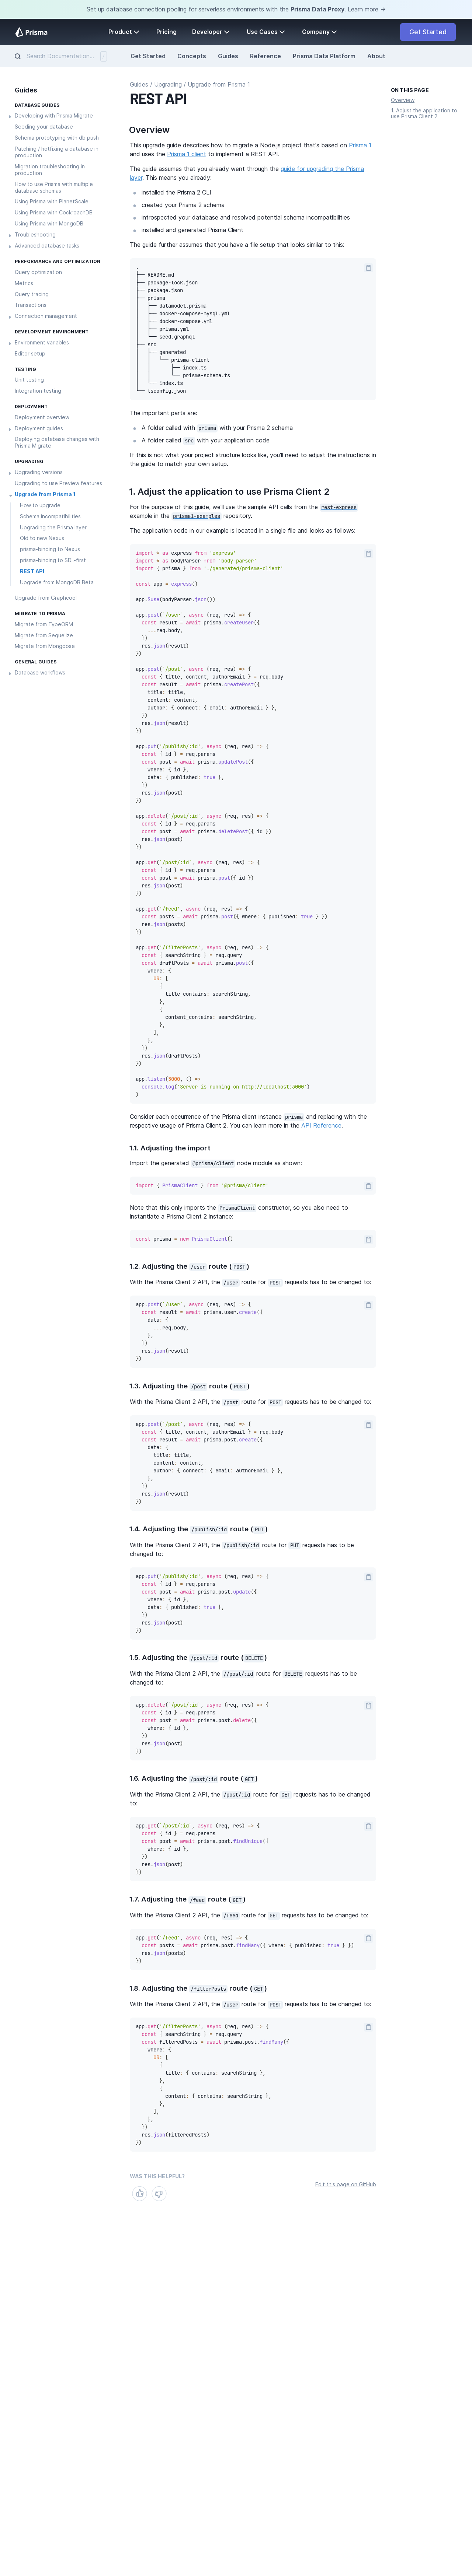 Set up database connection pooling for serverless environments with the Prisma Data Proxy. Learn more →
Prisma
Product
Pricing
Developer
Use Cases
Company
Get Started
Search Documentation... /
Get Started
Concepts
Guides
Reference
Prisma Data Platform
About
Guides
DATABASE GUIDES
Developing with Prisma Migrate
Seeding your database
Schema prototyping with db push
Patching / hotfixing a database in
production
Migration troubleshooting in
production
How to use Prisma with multiple
database schemas
Using Prisma with PlanetScale
Using Prisma with CockroachDB
Using Prisma with MongoDB
Troubleshooting
Advanced database tasks
PERFORMANCE AND OPTIMIZATION
Query optimization
Metrics
Query tracing
Transactions
Connection management
DEVELOPMENT ENVIRONMENT
Environment variables
Editor setup
TESTING
Unit testing
Integration testing
DEPLOYMENT
Deployment overview
Deployment guides
Deploying database changes with
Prisma Migrate
UPGRADING
Upgrading versions
Upgrading to use Preview features
Upgrade from Prisma 1
How to upgrade
Schema incompatibilities
Upgrading the Prisma layer
Old to new Nexus
prisma-binding to Nexus
prisma-binding to SDL-first
REST API
Upgrade from MongoDB Beta
Upgrade from Graphcool
MIGRATE TO PRISMA
Migrate from TypeORM
Migrate from Sequelize
Migrate from Mongoose
GENERAL GUIDES
Database workflows
Guides / Upgrading / Upgrade from Prisma 1
REST API
Overview
This upgrade guide describes how to migrate a Node.js project that's based on Prisma 1
and uses the Prisma 1 client to implement a REST API.
The guide assumes that you already went through the guide for upgrading the Prisma
layer. This means you already:
installed the Prisma 2 CLI
created your Prisma 2 schema
introspected your database and resolved potential schema incompatibilities
installed and generated Prisma Client
The guide further assumes that you have a file setup that looks similar to this:
.
├── README.md
├── package-lock.json
├── package.json
├── prisma
│   ├── datamodel.prisma
│   ├── docker-compose-mysql.yml
│   ├── docker-compose.yml
│   ├── prisma.yml
│   └── seed.graphql
├── src
│   ├── generated
│   │   └── prisma-client
│   │       ├── index.ts
│   │       └── prisma-schema.ts
│   └── index.ts
└── tsconfig.json
The important parts are:
A folder called with prisma with your Prisma 2 schema
A folder called src with your application code
If this is not what your project structure looks like, you'll need to adjust the instructions in
the guide to match your own setup.
1. Adjust the application to use Prisma Client 2
For the purpose of this guide, we'll use the sample API calls from the rest-express
example in the prisma1-examples repository.
The application code in our example is located in a single file and looks as follows:
import * as express from 'express'
import * as bodyParser from 'body-parser'
import { prisma } from './generated/prisma-client'
const app = express()
app.$use(bodyParser.json())
app.post(`/user`, async (req, res) => {
const result = await prisma.createUser({
...req.body,
})
res.json(result)
})
app.post(`/post`, async (req, res) => {
const { title, content, authorEmail } = req.body
const result = await prisma.createPost({
title: title,
content: content,
author: { connect: { email: authorEmail } },
})
res.json(result)
})
app.put('/publish/:id', async (req, res) => {
const { id } = req.params
const post = await prisma.updatePost({
where: { id },
data: { published: true },
})
res.json(post)
})
app.delete(`/post/:id`, async (req, res) => {
const { id } = req.params
const post = await prisma.deletePost({ id })
res.json(post)
})
app.get(`/post/:id`, async (req, res) => {
const { id } = req.params
const post = await prisma.post({ id })
res.json(post)
})
app.get('/feed', async (req, res) => {
const posts = await prisma.post({ where: { published: true } })
res.json(posts)
})
app.get('/filterPosts', async (req, res) => {
const { searchString } = req.query
const draftPosts = await prisma.post({
where: {
OR: [
{
title_contains: searchString,
},
{
content_contains: searchString,
},
],
},
})
res.json(draftPosts)
})
app.listen(3000, () =>
console.log('Server is running on http://localhost:3000')
)
Consider each occurrence of the Prisma client instance prisma and replacing with the
respective usage of Prisma Client 2. You can learn more in the API Reference.
1.1. Adjusting the import
Import the generated @prisma/client node module as shown:
import { PrismaClient } from '@prisma/client'
Note that this only imports the PrismaClient constructor, so you also need to
instantiate a Prisma Client 2 instance:
const prisma = new PrismaClient()
1.2. Adjusting the /user route ( POST )
With the Prisma Client 2 API, the /user route for POST requests has to be changed to:
app.post(`/user`, async (req, res) => {
const result = await prisma.user.create({
data: {
...req.body,
},
})
res.json(result)
})
1.3. Adjusting the /post route ( POST )
With the Prisma Client 2 API, the /post route for POST requests has to be changed to:
app.post(`/post`, async (req, res) => {
const { title, content, authorEmail } = req.body
const result = await prisma.post.create({
data: {
title: title,
content: content,
author: { connect: { email: authorEmail } },
},
})
res.json(result)
})
1.4. Adjusting the /publish/:id route ( PUT )
With the Prisma Client 2 API, the /publish/:id route for PUT requests has to be
changed to:
app.put('/publish/:id', async (req, res) => {
const { id } = req.params
const post = await prisma.post.update({
where: { id },
data: { published: true },
})
res.json(post)
})
1.5. Adjusting the /post/:id route ( DELETE )
With the Prisma Client 2 API, the //post/:id route for DELETE requests has to be
changed to:
app.delete(`/post/:id`, async (req, res) => {
const { id } = req.params
const post = await prisma.post.delete({
where: { id },
})
res.json(post)
})
1.6. Adjusting the /post/:id route ( GET )
With the Prisma Client 2 API, the /post/:id route for GET requests has to be changed
to:
app.get(`/post/:id`, async (req, res) => {
const { id } = req.params
const post = await prisma.post.findUnique({
where: { id },
})
res.json(post)
})
1.7. Adjusting the /feed route ( GET )
With the Prisma Client 2 API, the /feed route for GET requests has to be changed to:
app.get('/feed', async (req, res) => {
const posts = await prisma.post.findMany({ where: { published: true } })
res.json(posts)
})
1.8. Adjusting the /filterPosts route ( GET )
With the Prisma Client 2 API, the /user route for POST requests has to be changed to:
app.get('/filterPosts', async (req, res) => {
const { searchString } = req.query
const filteredPosts = await prisma.post.findMany({
where: {
OR: [
{
title: { contains: searchString },
},
{
content: { contains: searchString },
},
],
},
})
res.json(filteredPosts)
})
WAS THIS HELPFUL?
Edit this page on GitHub
ON THIS PAGE
Overview
1. Adjust the application to
use Prisma Client 2